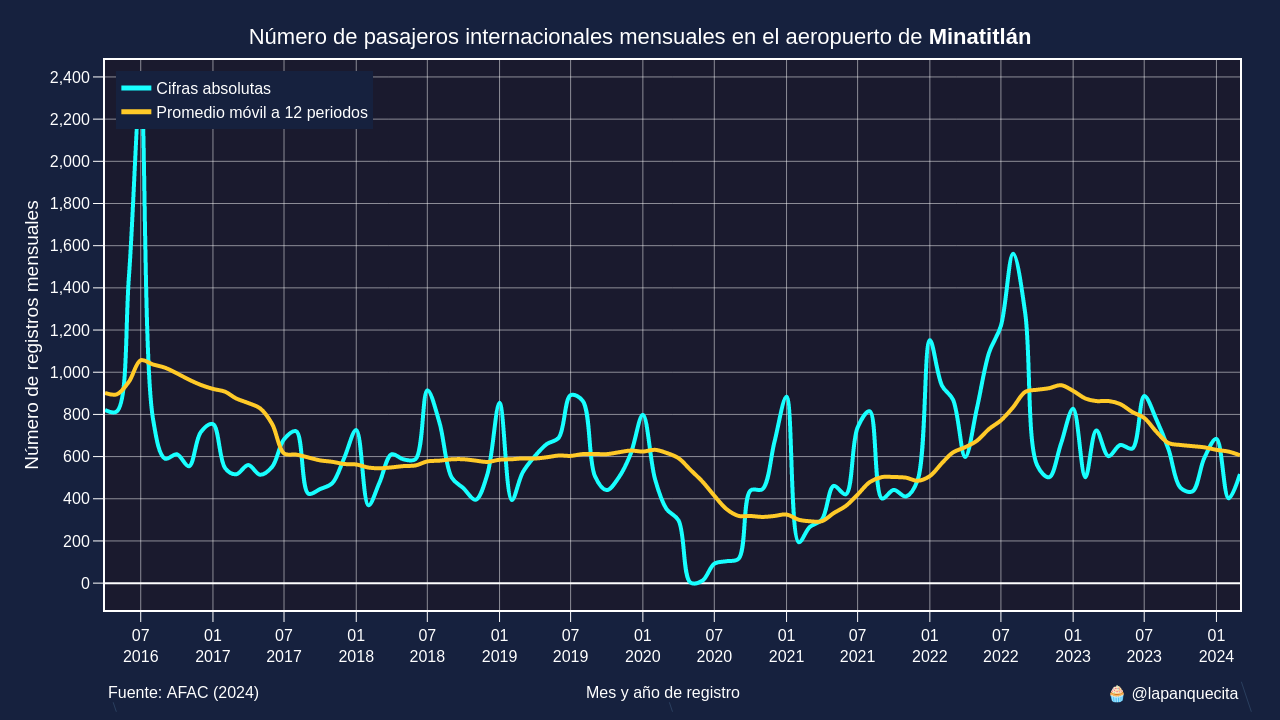 Número de pasajeros internacionales mensuales en el aeropuerto de Minatitlán
Cifras absolutas
Promedio móvil a 12 periodos
Número de registros mensuales
2,400
2,200
2,000
1,800
1,600
1,400
1,200
1,000
800
600
400
200
0
07 01 07 01 07 01 07 01 07 01 07 01 07 01 07 01
2016 2017 2017 2018 2018 2019 2019 2020 2020 2021 2021 2022 2022 2023 2023 2024
Fuente: AFAC (2024) Mes y año de registro 🧁 @lapanquecita